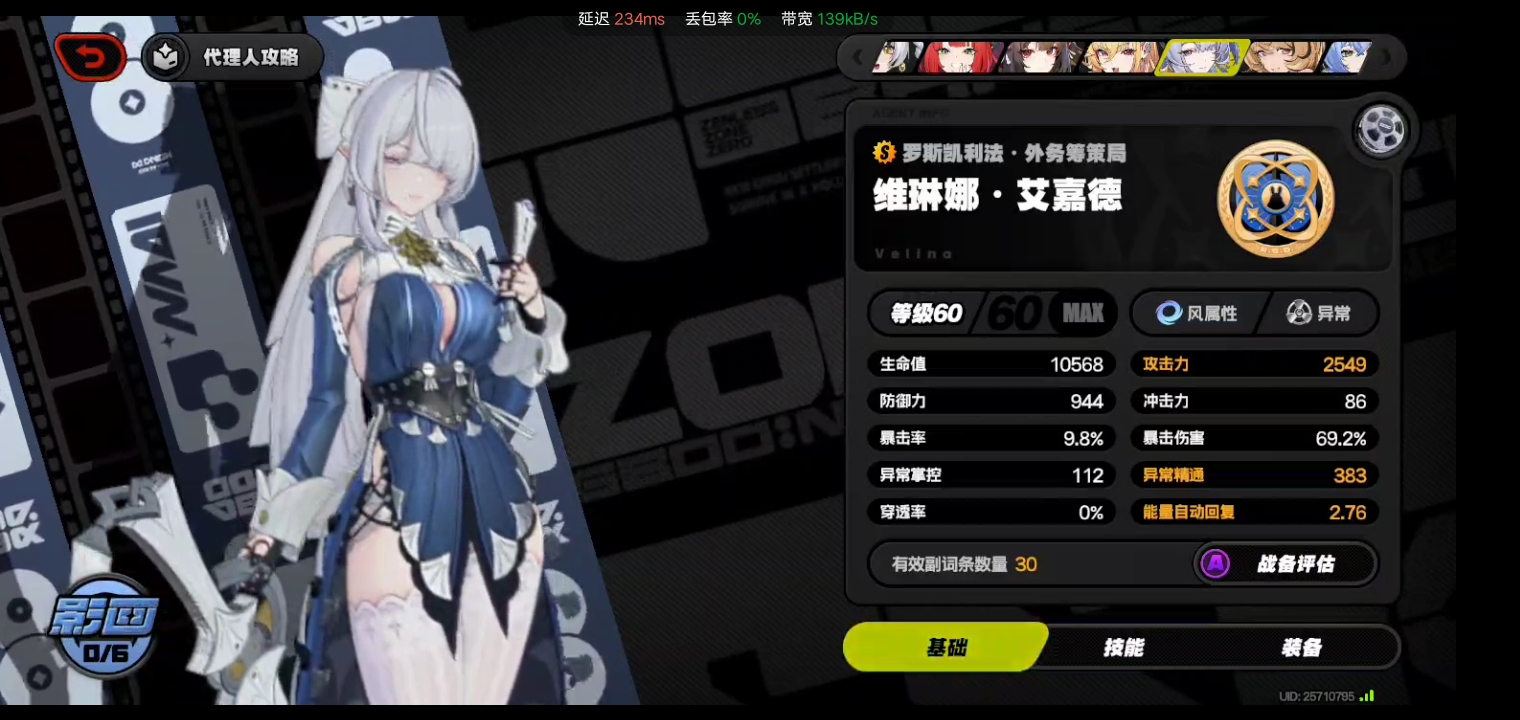 延迟 234ms 丢包率 0% 带宽 139kB/s
代理人攻略
AGENT INFO
罗斯凯利法·外务筹策局
维琳娜·艾嘉德
Velina
等级60 / 60 MAX
风属性 / 异常
生命值 10568
攻击力 2549
防御力 944
冲击力 86
暴击率 9.8%
暴击伤害 69.2%
异常掌控 112
异常精通 383
穿透率 0%
能量自动回复 2.76
有效副词条数量 30
A 战备评估
影画
0/6
基础 技能 装备
UID: 25710795
ZENLESS
ZONE
ZERO